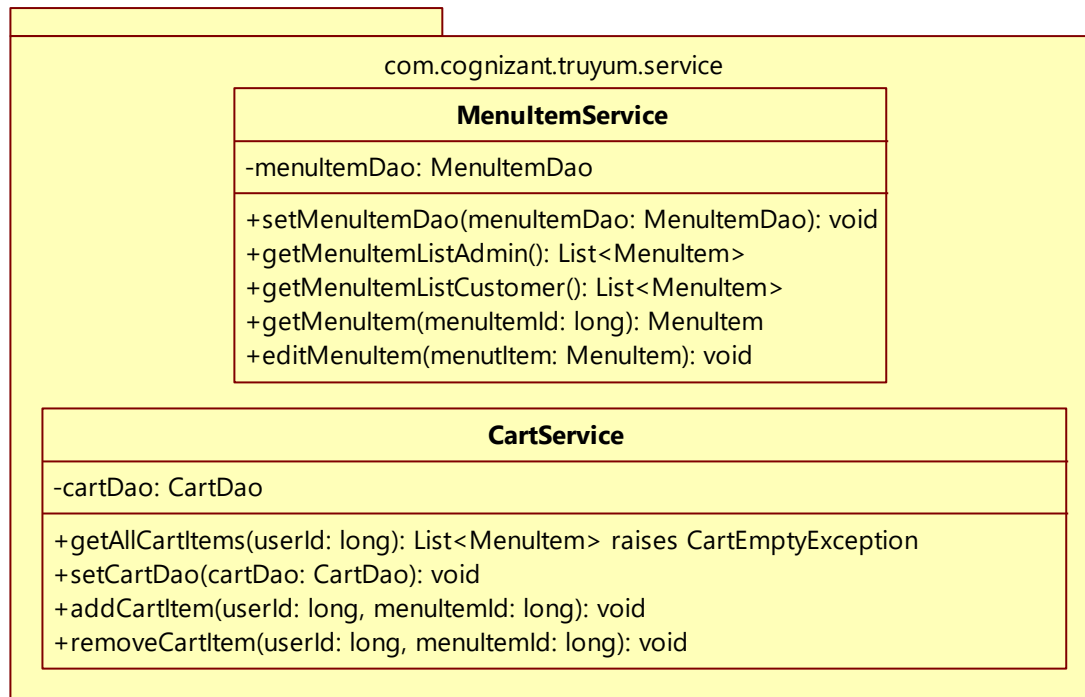 com.cognizant.truyum.service
MenuItemService
-menuItemDao: MenuItemDao
+setMenuItemDao(menuItemDao: MenuItemDao): void
+getMenuItemListAdmin(): List<MenuItem>
+getMenuItemListCustomer(): List<MenuItem>
+getMenuItem(menuItemId: long): MenuItem
+editMenuItem(menutItem: MenuItem): void
CartService
-cartDao: CartDao
+getAllCartItems(userId: long): List<MenuItem> raises CartEmptyException
+setCartDao(cartDao: CartDao): void
+addCartItem(userId: long, menuItemId: long): void
+removeCartItem(userId: long, menuItemId: long): void